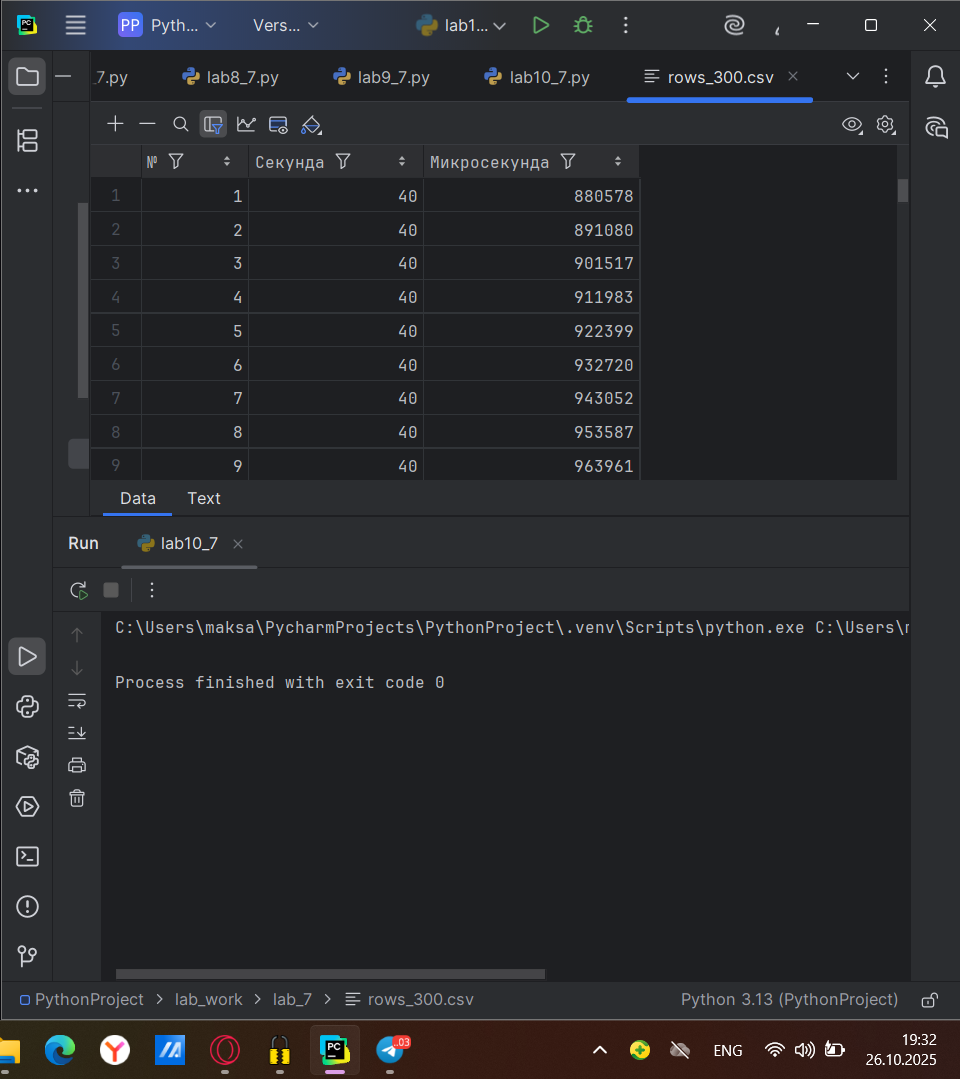 PC PP Pyth... Vers... lab1...
_7.py lab8_7.py lab9_7.py lab10_7.py rows_300.csv
№ Секунда Микросекунда
1 1 40 880578
2 2 40 891080
3 3 40 901517
4 4 40 911983
5 5 40 922399
6 6 40 932720
7 7 40 943052
8 8 40 953587
9 9 40 963961
Data Text
Run lab10_7
C:\Users\maksa\PycharmProjects\PythonProject\.venv\Scripts\python.exe C:\Users\
Process finished with exit code 0
PythonProject > lab_work > lab_7 > rows_300.csv Python 3.13 (PythonProject)
PC ..03 ENG 19:32
26.10.2025